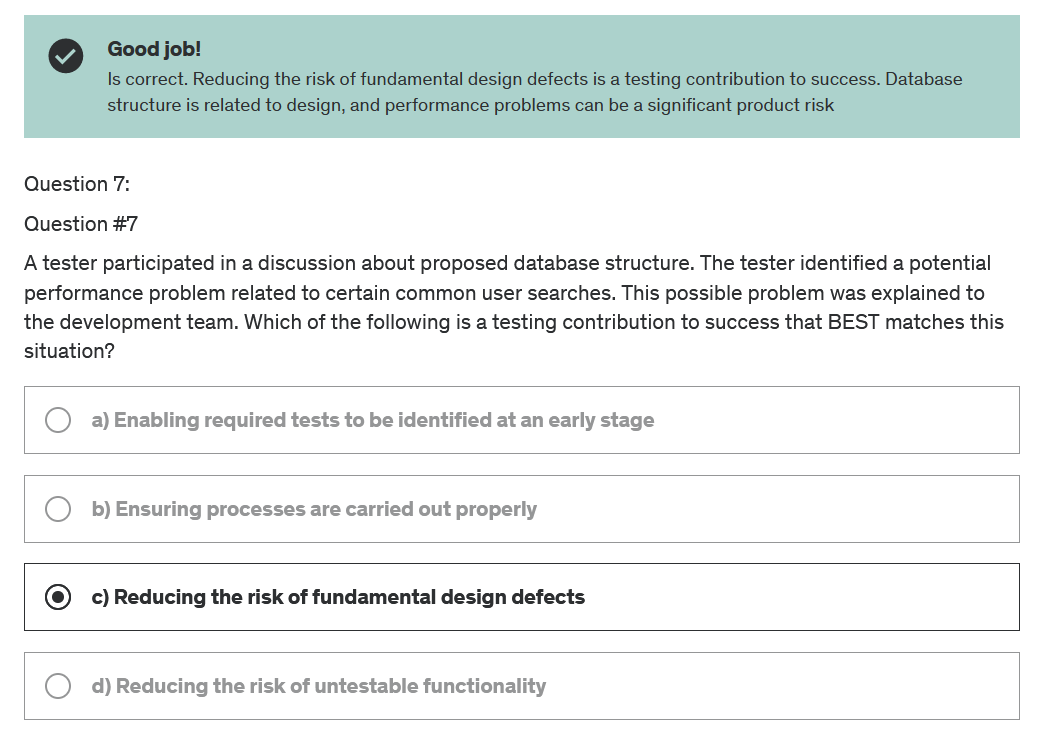 Good job!
Is correct. Reducing the risk of fundamental design defects is a testing contribution to success. Database
structure is related to design, and performance problems can be a significant product risk
Question 7:
Question #7
A tester participated in a discussion about proposed database structure. The tester identified a potential
performance problem related to certain common user searches. This possible problem was explained to
the development team. Which of the following is a testing contribution to success that BEST matches this
situation?
a) Enabling required tests to be identified at an early stage
b) Ensuring processes are carried out properly
c) Reducing the risk of fundamental design defects
d) Reducing the risk of untestable functionality